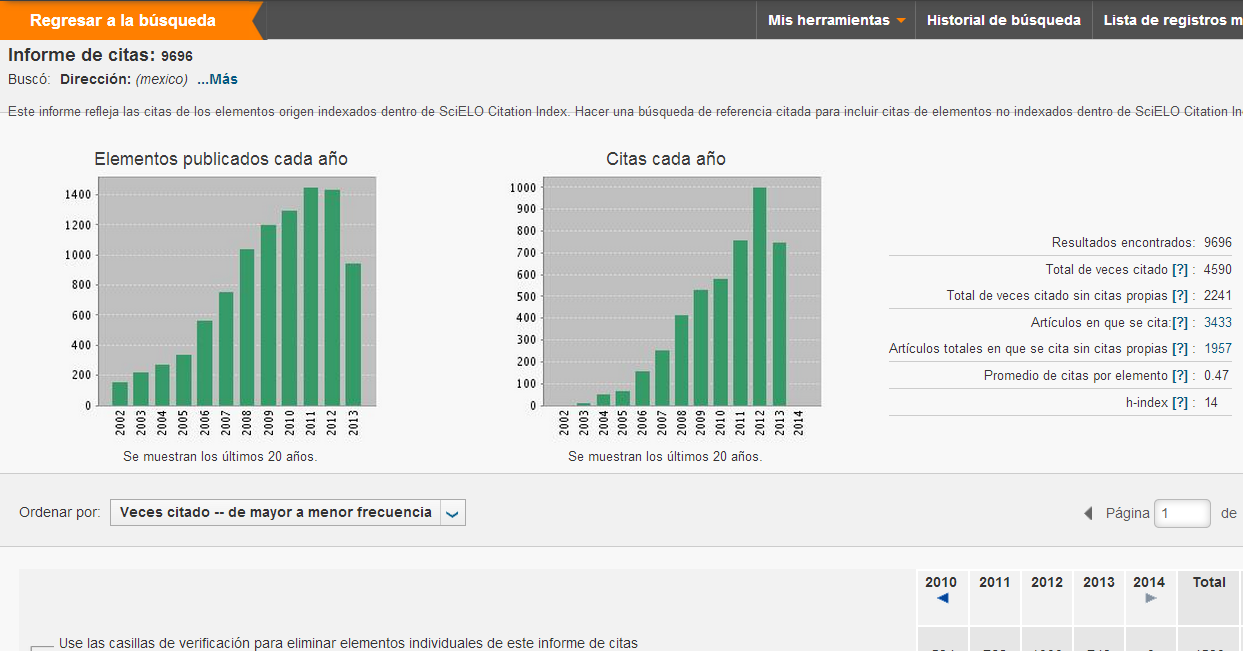 Regresar a la búsqueda
Mis herramientas
Historial de búsqueda
Lista de registros m
Informe de citas: 9696
Buscó: Dirección: (mexico) ...Más
Este informe refleja las citas de los elementos origen indexados dentro de SciELO Citation Index. Hacer una búsqueda de referencia citada para incluir citas de elementos no indexados dentro de SciELO Citation In
Elementos publicados cada año
1400
1200
1000
800
600
400
200
0
2002 2003 2004 2005 2006 2007 2008 2009 2010 2011 2012 2013
Se muestran los últimos 20 años.
Citas cada año
1000
900
800
700
600
500
400
300
200
100
0
2002 2003 2004 2005 2006 2007 2008 2009 2010 2011 2012 2013 2014
Se muestran los últimos 20 años.
Resultados encontrados: 9696
Total de veces citado [?] : 4590
Total de veces citado sin citas propias [?] : 2241
Artículos en que se cita:[?] : 3433
Artículos totales en que se cita sin citas propias [?] : 1957
Promedio de citas por elemento [?] : 0.47
h-index [?] : 14
Ordenar por: Veces citado -- de mayor a menor frecuencia
Página 1 de
2010 2011 2012 2013 2014 Total
Use las casillas de verificación para eliminar elementos individuales de este informe de citas